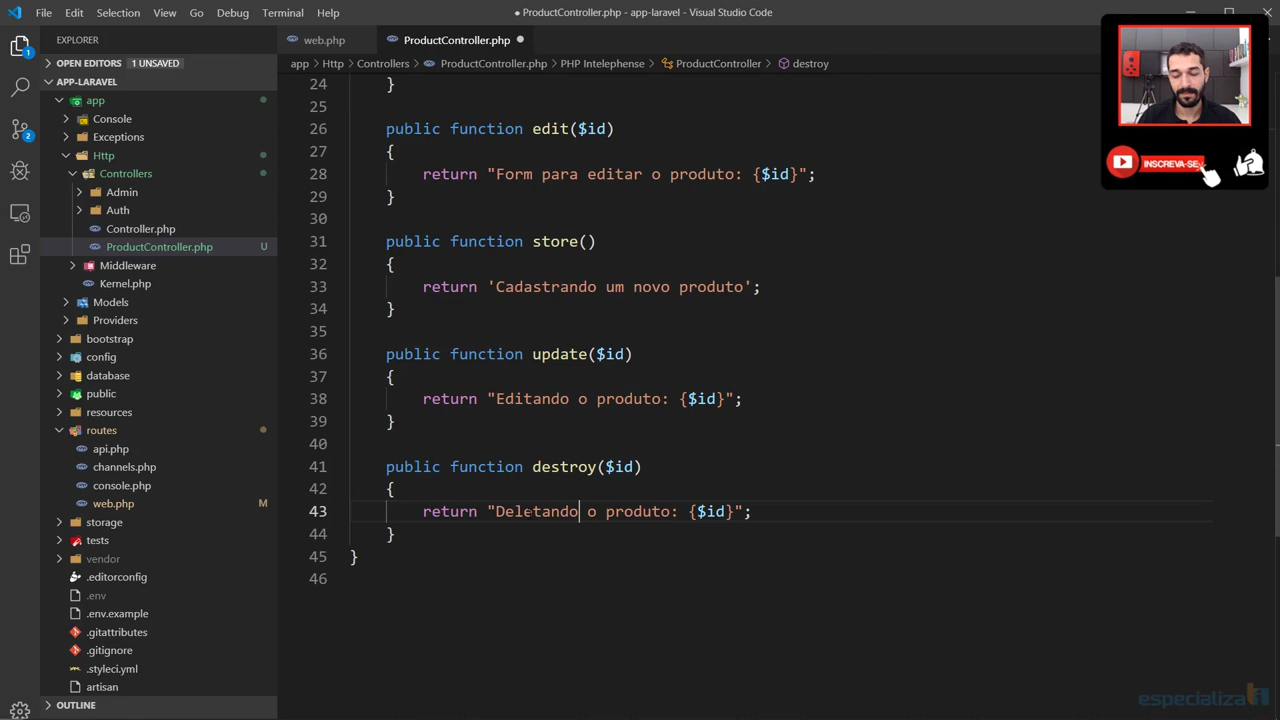 File Edit Selection View Go Debug Terminal Help
● ProductController.php - app-laravel - Visual Studio Code
EXPLORER
web.php
ProductController.php
OPEN EDITORS 1 UNSAVED
app > Http > Controllers > ProductController.php > PHP Intelephense > ProductController > destroy
APP-LARAVEL
app
Console
Exceptions
Http
Controllers
Admin
Auth
Controller.php
ProductController.php U
Middleware
Kernel.php
Models
Providers
bootstrap
config
database
public
resources
routes
api.php
channels.php
console.php
web.php M
storage
tests
vendor
.editorconfig
.env
.env.example
.gitattributes
.gitignore
.styleci.yml
artisan
OUTLINE
1
2
24 }
25
26 public function edit($id)
27 {
28 return "Form para editar o produto: {$id}";
29 }
30
31 public function store()
32 {
33 return 'Cadastrando um novo produto';
34 }
35
36 public function update($id)
37 {
38 return "Editando o produto: {$id}";
39 }
40
41 public function destroy($id)
42 {
43 return "Deletando o produto: {$id}";
44 }
45 }
46
INSCREVA-SE
especializati